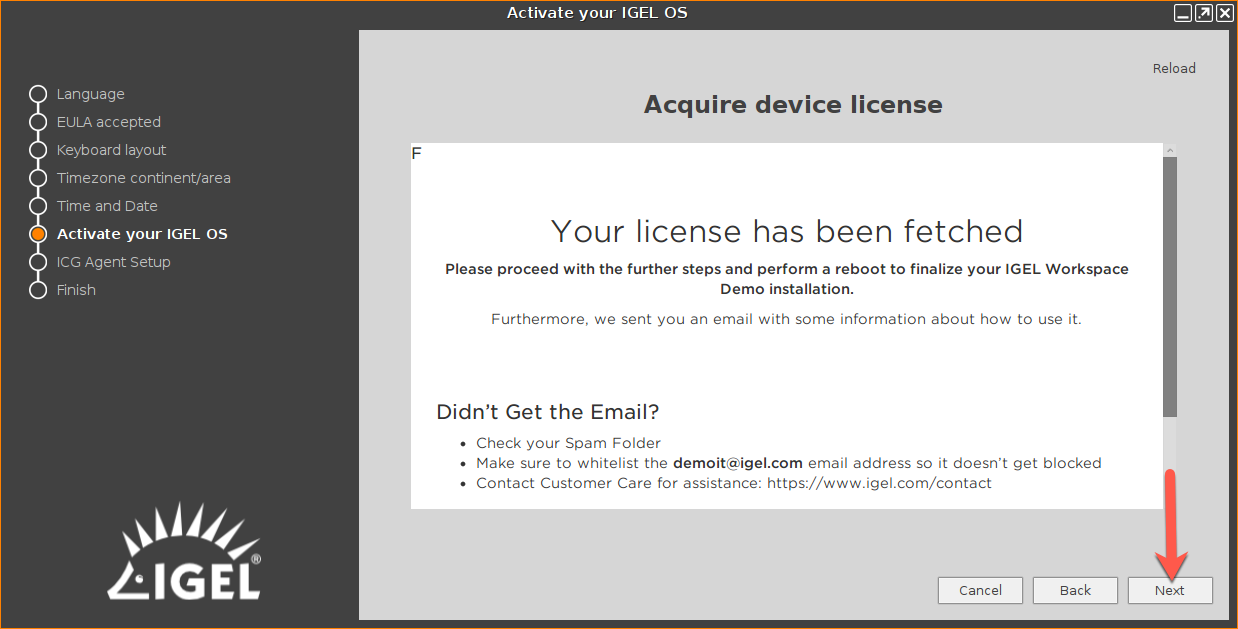 Activate your IGEL OS
Language
EULA accepted
Keyboard layout
Timezone continent/area
Time and Date
Activate your IGEL OS
ICG Agent Setup
Finish
IGEL®
Reload
Acquire device license
F
Your license has been fetched
Please proceed with the further steps and perform a reboot to finalize your IGEL Workspace
Demo installation.
Furthermore, we sent you an email with some information about how to use it.
Didn’t Get the Email?
• Check your Spam Folder
• Make sure to whitelist the demoit@igel.com email address so it doesn’t get blocked
• Contact Customer Care for assistance: https://www.igel.com/contact
Cancel
Back
Next